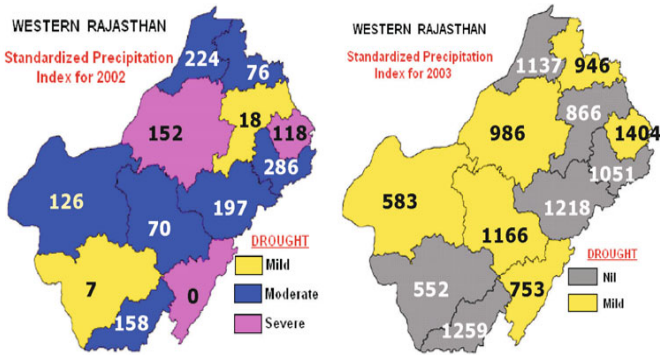 WESTERN RAJASTHAN
Standardized Precipitation
Index for 2002
224
76
18
152
118
286
126
197
70
7
0
158
DROUGHT
Mild
Moderate
Severe
WESTERN RAJASTHAN
Standardized Precipitation
Index for 2003
1137
946
866
986
1404
1051
583
1218
1166
552
753
1259
DROUGHT
Nil
Mild